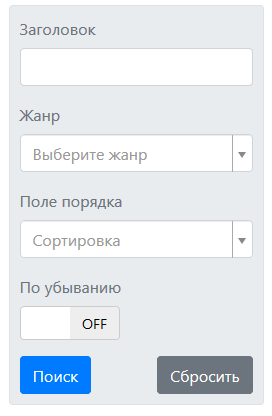 Заголовок
Жанр
Выберите жанр
Поле порядка
Сортировка
По убыванию
OFF
Поиск Сбросить